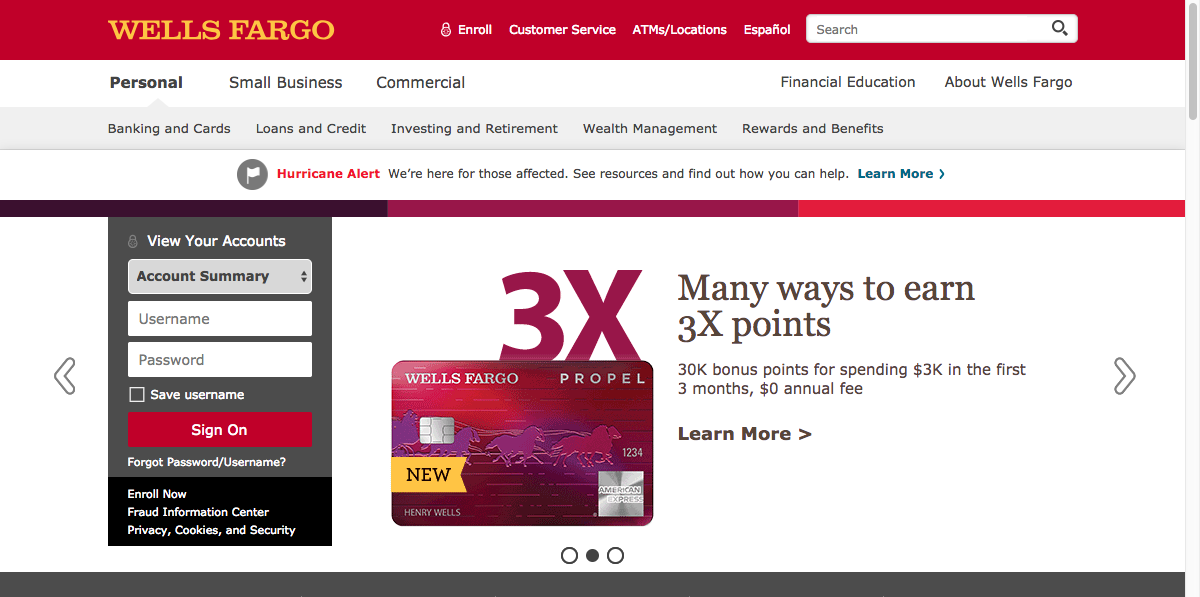 WELLS FARGO
Enroll
Customer Service
ATMs/Locations
Español
Search
Personal
Small Business
Commercial
Financial Education
About Wells Fargo
Banking and Cards
Loans and Credit
Investing and Retirement
Wealth Management
Rewards and Benefits
Hurricane Alert We're here for those affected. See resources and find out how you can help. Learn More
View Your Accounts
Account Summary
Username
Password
Save username
Sign On
Forgot Password/Username?
Enroll Now
Fraud Information Center
Privacy, Cookies, and Security
3X
WELLS FARGO PROPEL
1234
NEW
AMERICAN
EXPRESS
HENRY WELLS
Many ways to earn
3X points
30K bonus points for spending $3K in the first
3 months, $0 annual fee
Learn More >